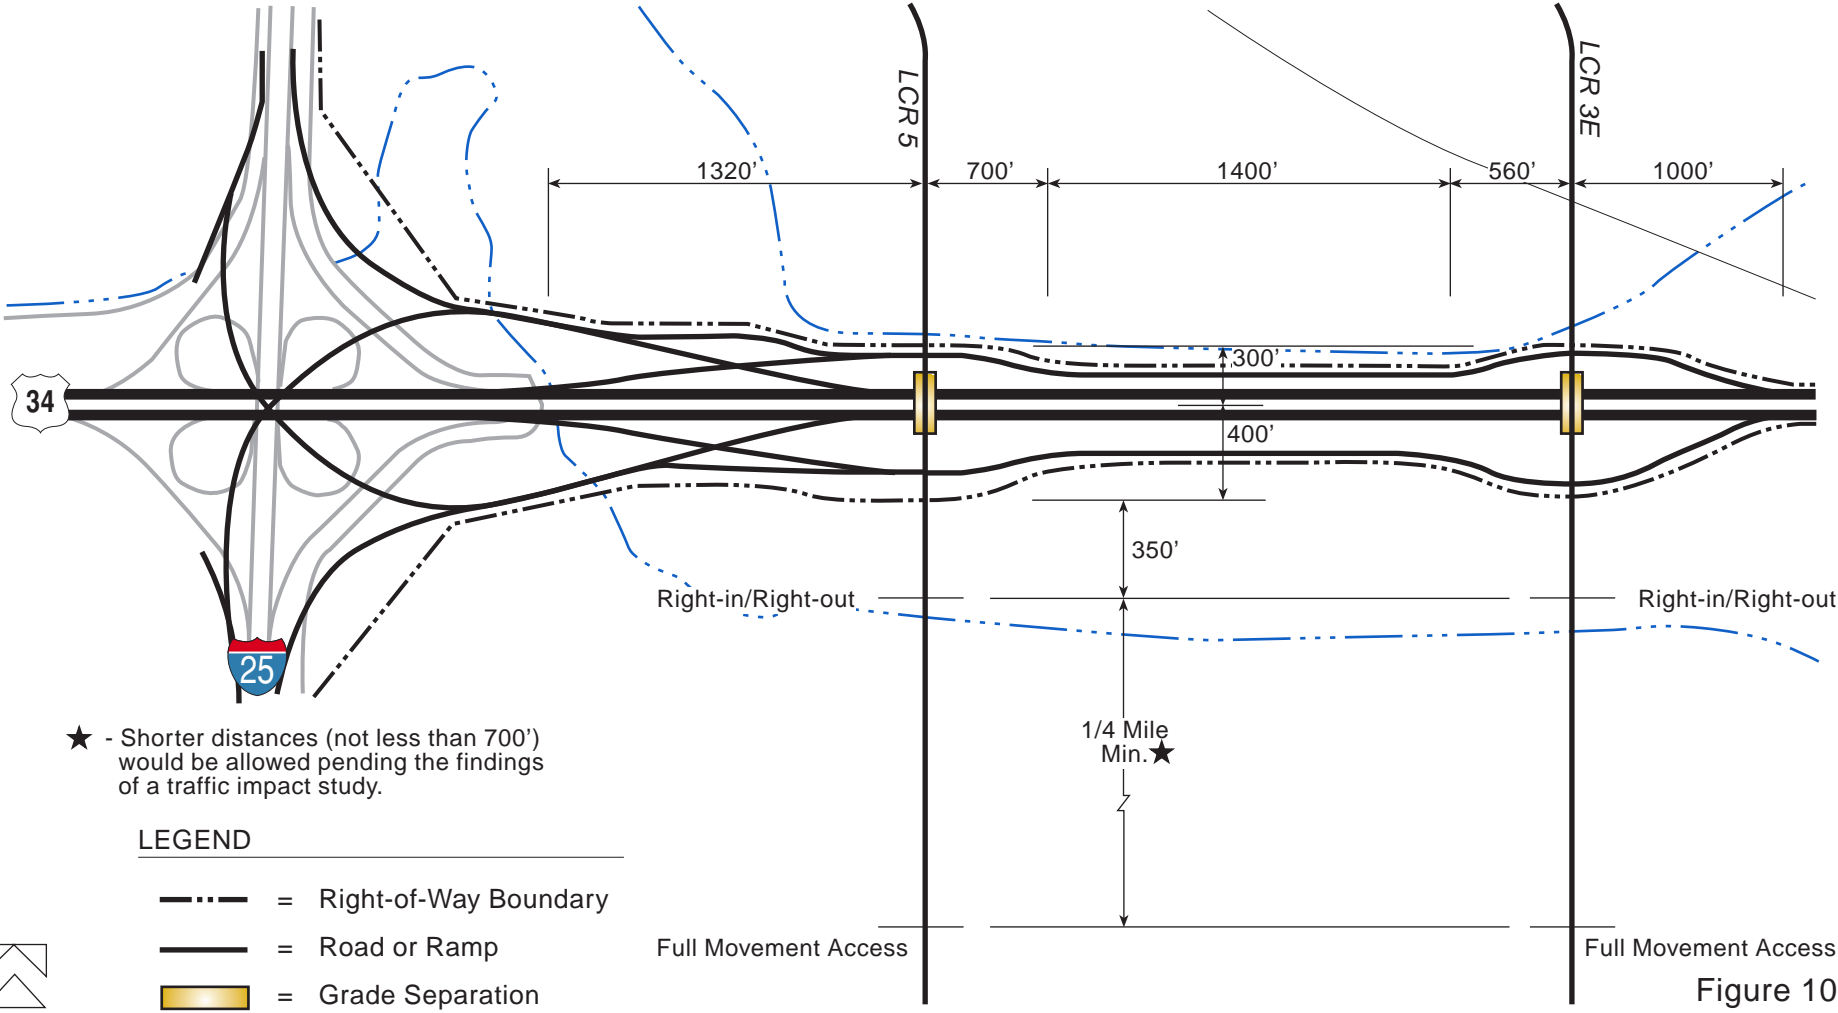 LCR 5
LCR 3E
1320’
700’
1400’
560’
1000’
300’
34
400’
350’
Right-in/Right-out
Right-in/Right-out
25
1/4 Mile
Min.★
★ - Shorter distances (not less than 700’)
would be allowed pending the findings
of a traffic impact study.
LEGEND
= Right-of-Way Boundary
= Road or Ramp
= Grade Separation
Full Movement Access
Full Movement Access
Figure 10